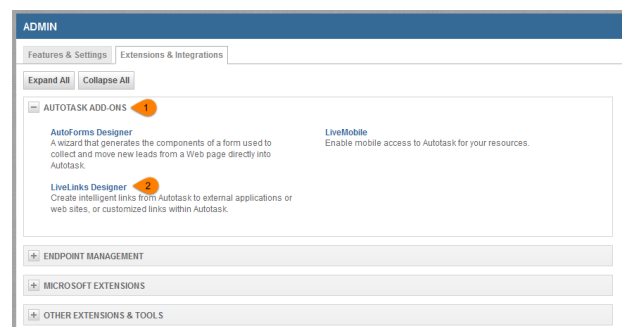 ADMIN
Features & Settings Extensions & Integrations
Expand All Collapse All
AUTOTASK ADD-ONS 1
AutoForms Designer
A wizard that generates the components of a form used to
collect and move new leads from a Web page directly into
Autotask.
LiveMobile
Enable mobile access to Autotask for your resources.
LiveLinks Designer 2
Create intelligent links from Autotask to external applications or
web sites, or customized links within Autotask.
ENDPOINT MANAGEMENT
MICROSOFT EXTENSIONS
OTHER EXTENSIONS & TOOLS